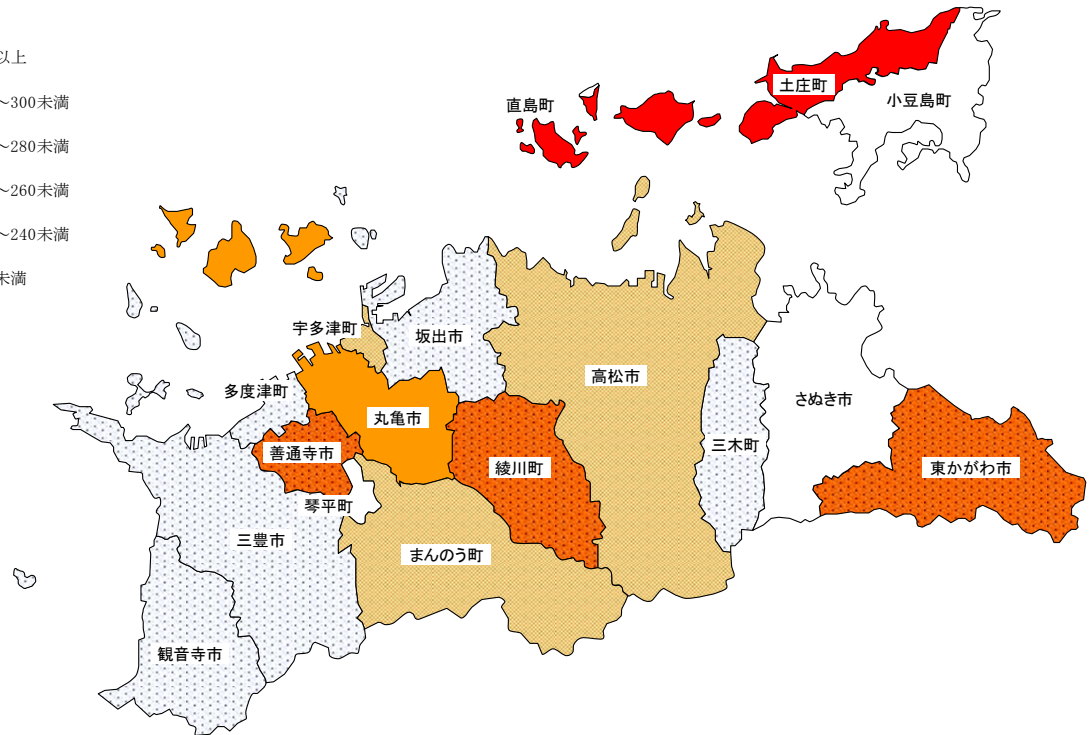 以上
～300未満
～280未満
～260未満
～240未満
未満
土庄町
直島町
小豆島町
宇多津町
坂出市
高松市
多度津町
さぬき市
丸亀市
三木町
善通寺市
綾川町
東かがわ市
琴平町
三豊市
まんのう町
観音寺市